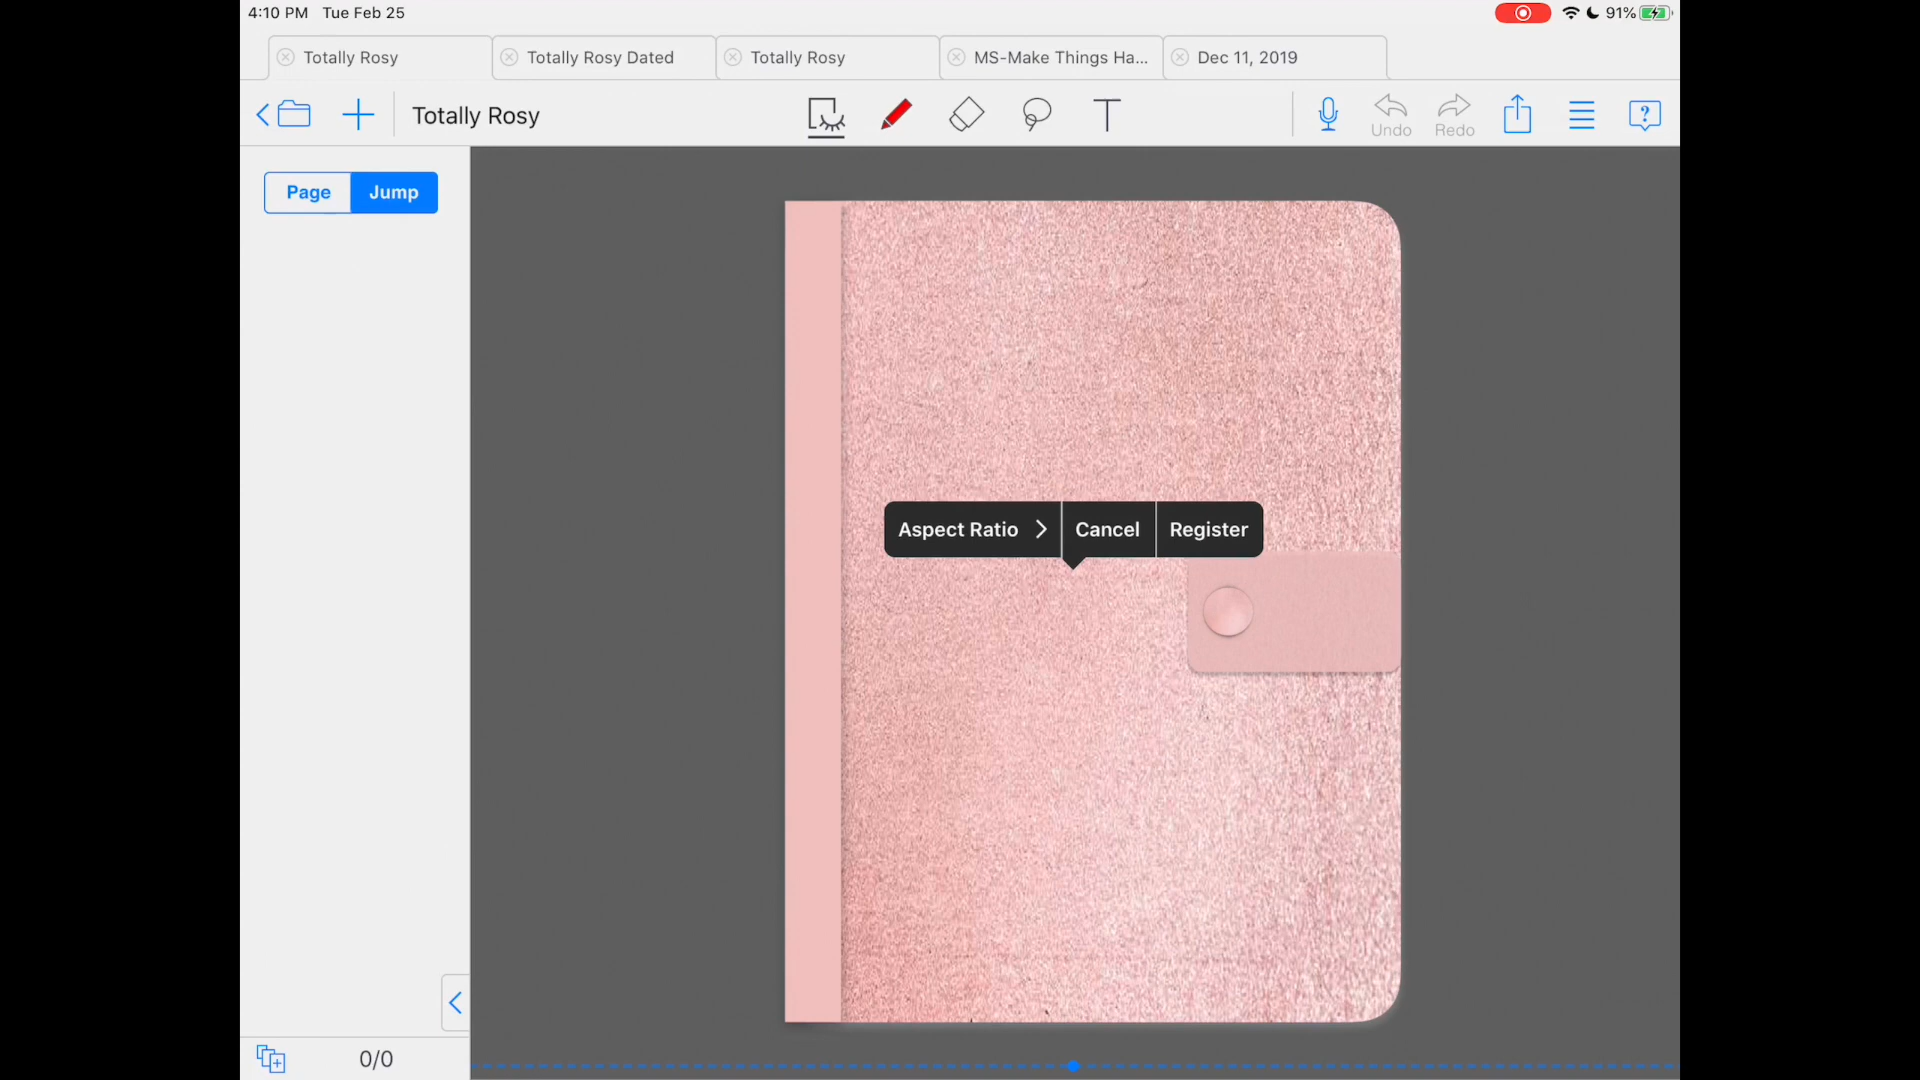 4:10 PM Tue Feb 25
91%
Totally Rosy
Totally Rosy Dated
Totally Rosy
MS-Make Things Ha...
Dec 11, 2019
Totally Rosy
T
Undo
Redo
?
Page
Jump
Aspect Ratio
Cancel
Register
0/0